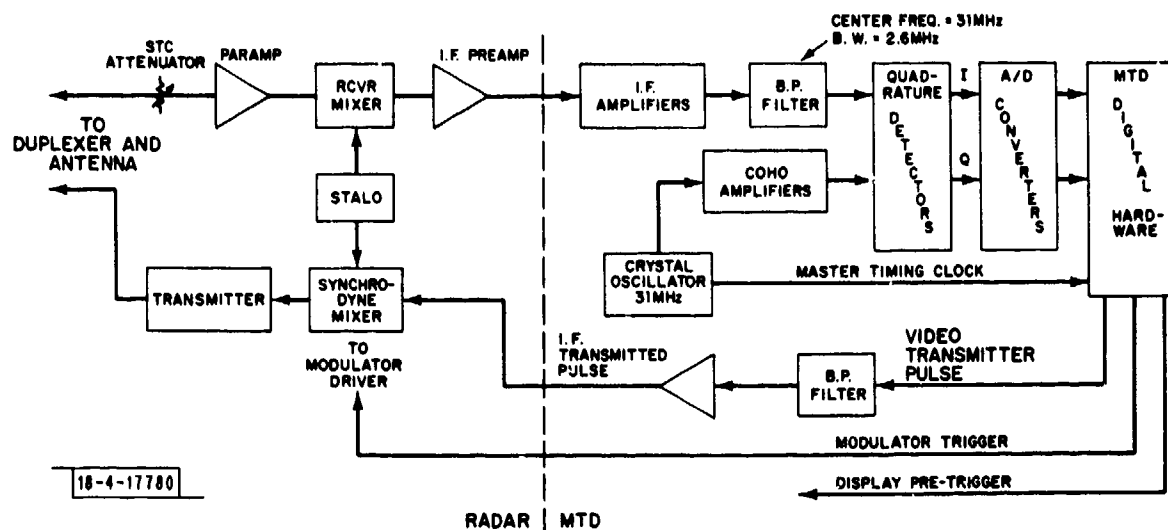 CENTER FREQ. = 31MHz
B. W. = 2.6MHz
STC
ATTENUATOR
PARAMP
RCVR
MIXER
I.F. PREAMP
I.F.
AMPLIFIERS
B.P.
FILTER
QUAD-
RATURE
DETECTORS
I
Q
A/D
CONVERTERS
MTD
DIGITAL
HARD-
WARE
TO
DUPLEXER AND
ANTENNA
STALO
COHO
AMPLIFIERS
CRYSTAL
OSCILLATOR
31MHz
MASTER TIMING CLOCK
TRANSMITTER
SYNCHRO-
DYNE
MIXER
TO
MODULATOR
DRIVER
I.F.
TRANSMITTED
PULSE
B.P.
FILTER
VIDEO
TRANSMITTER
PULSE
MODULATOR TRIGGER
DISPLAY PRE-TRIGGER
18-4-17780
RADAR
MTD